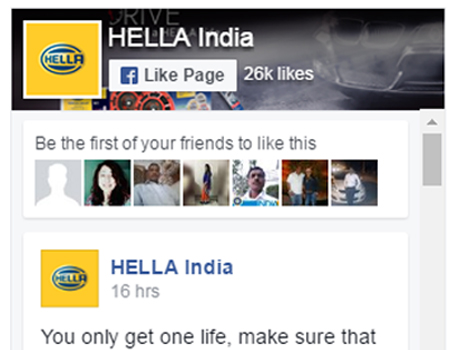 DRIVE
HELLA India
HELLA
Like Page 26k likes
Be the first of your friends to like this
HELLA
HELLA India
16 hrs
You only get one life, make sure that